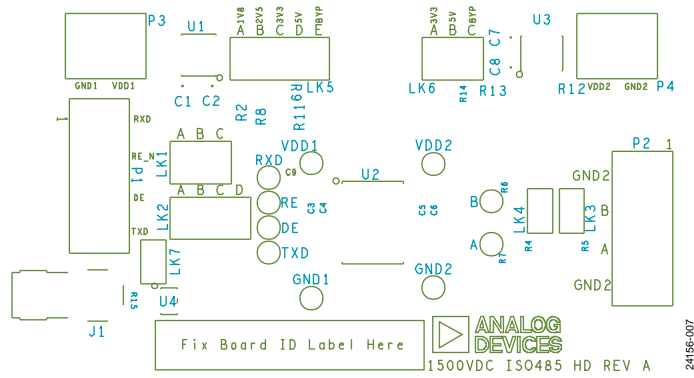 P3
U1
1V8 2V5 3V3 5V BYP
A B C D E
3V3 5V BYP
A B C
C7
C8
U3
GND1 VDD1
C1 C2
LK5
LK6
R14
R13
R12
VDD2 GND2
P4
1
RXD
RE_N
P1
DE
TXD
R2
R8
R9
R11
A B C
LK1
A B C D
LK2
RXD
C9
RE
DE
TXD
VDD1
U2
C3
C4
VDD2
C5
C6
B
R6
A
R7
LK4
R4
LK3
R5
P2
1
GND2
B
A
GND2
LK7
U4
R15
J1
GND1
GND2
Fix Board ID Label Here
ANALOG
DEVICES
1500VDC ISO485 HD REV A
24156-007